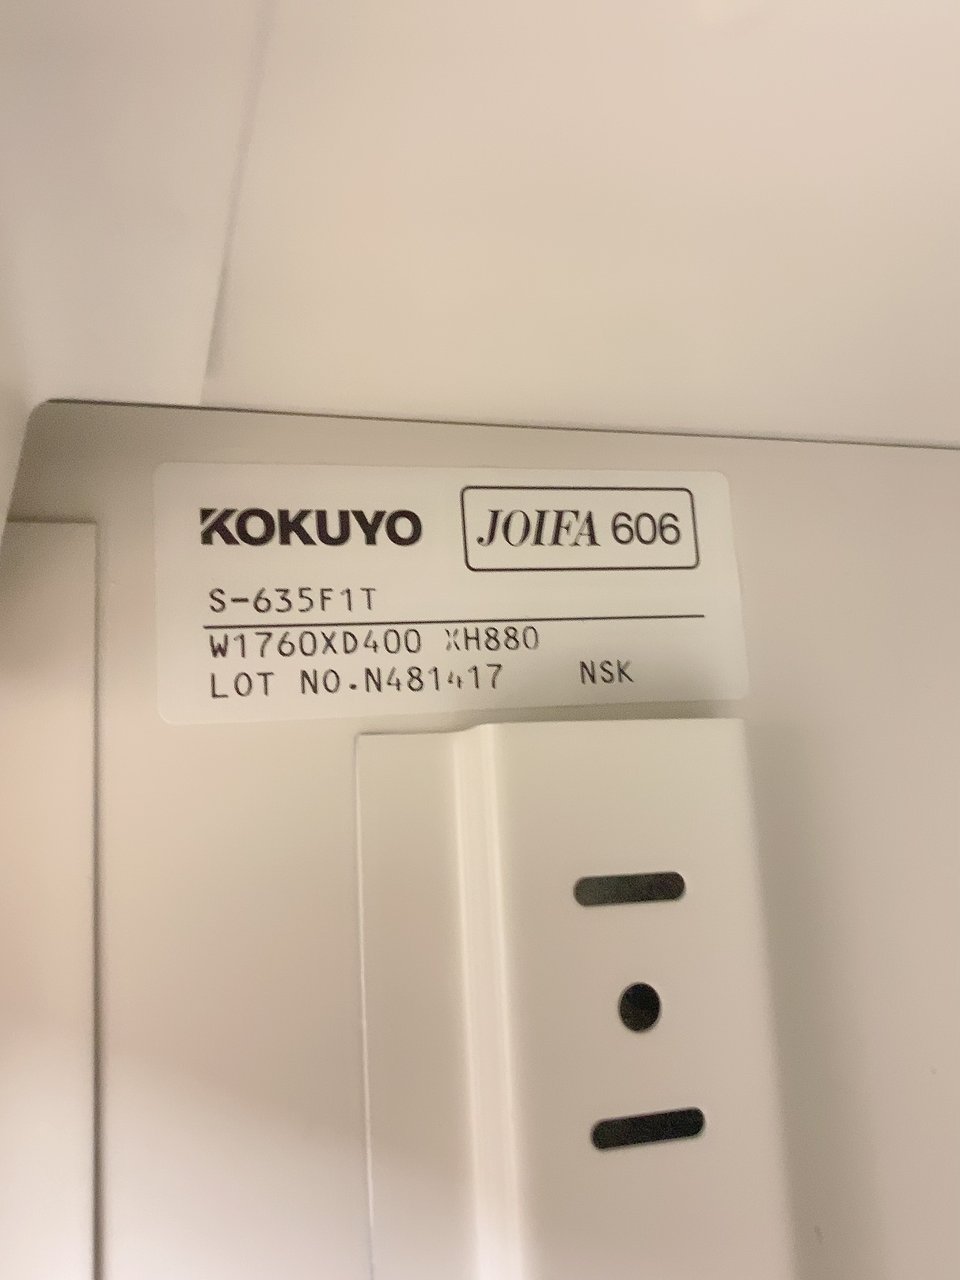 KOKUYO JOIFA 606
S-635F1T
W1760XD400 XH880
LOT NO.N481417 NSK